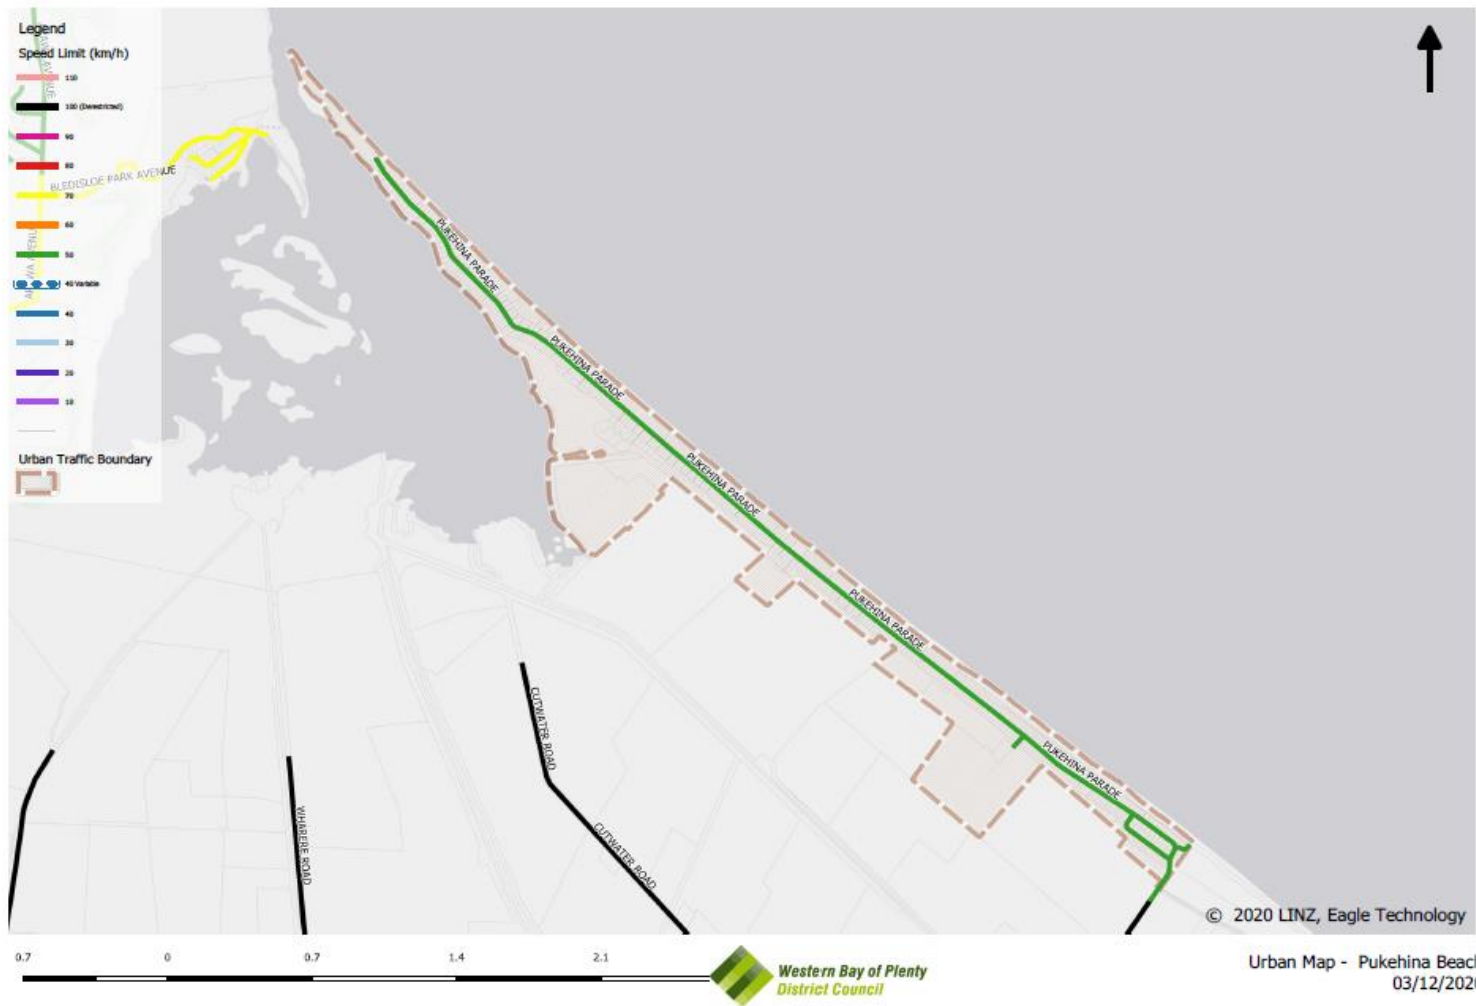 Legend
Speed Limit (km/h)
110
100 (Derestricted)
90
80
70
60
50
40 Variable
40
30
20
10
Urban Traffic Boundary
BLEDISLOE PARK AVENUE
PUKEHINA PARADE
PUKEHINA PARADE
PUKEHINA PARADE
PUKEHINA PARADE
PUKEHINA PARADE
CUTWATER ROAD
CUTWATER ROAD
WHARERE ROAD
© 2020 LINZ, Eagle Technology
0.7 0 0.7 1.4 2.1
Western Bay of Plenty
District Council
Urban Map - Pukehina Beach
03/12/2020